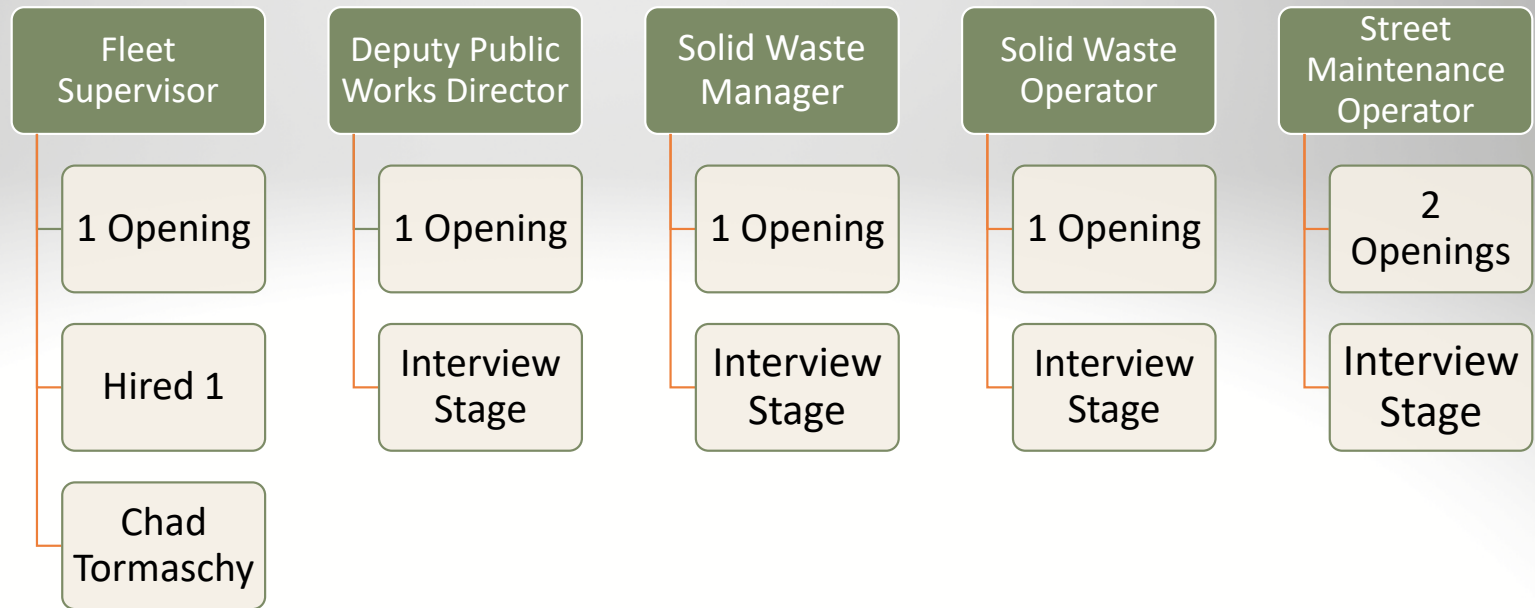 Fleet
Supervisor
1 Opening
Hired 1
Chad
Tormaschy
Deputy Public
Works Director
1 Opening
Interview
Stage
Solid Waste
Manager
1 Opening
Interview
Stage
Solid Waste
Operator
1 Opening
Interview
Stage
Street
Maintenance
Operator
2
Openings
Interview
Stage